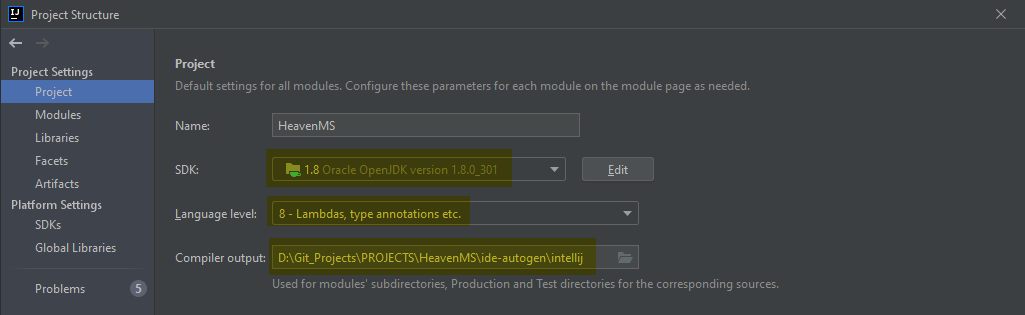 IJ Project Structure
Project Settings
Project
Modules
Libraries
Facets
Artifacts
Platform Settings
SDKs
Global Libraries
Problems 5
Project
Default settings for all modules. Configure these parameters for each module on the module page as needed.
Name: HeavenMS
SDK: 1.8 Oracle OpenJDK version 1.8.0_301 Edit
Language level: 8 - Lambdas, type annotations etc.
Compiler output: D:\Git_Projects\PROJECTS\HeavenMS\ide-autogen\intellij
Used for modules' subdirectories, Production and Test directories for the corresponding sources.